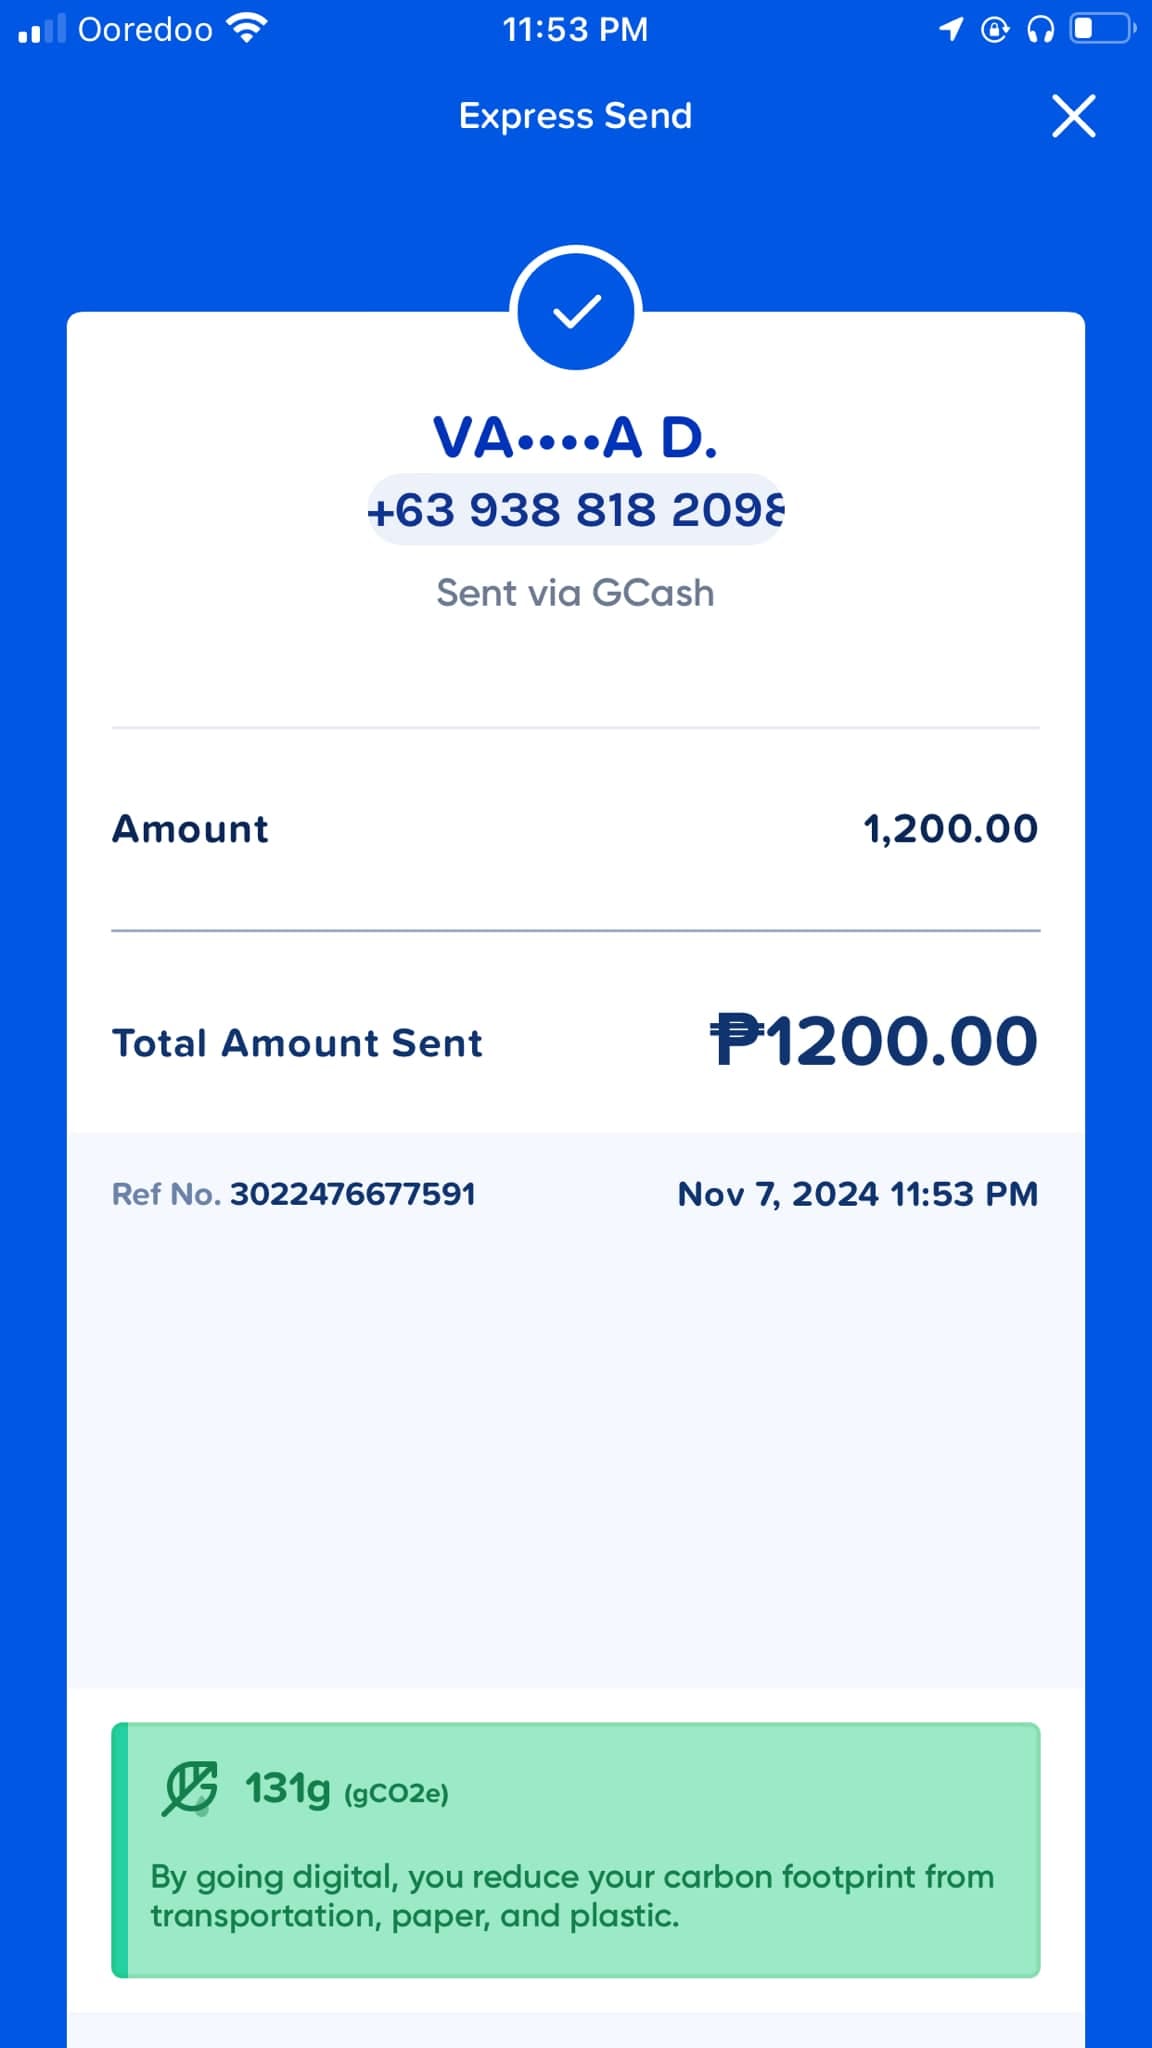 Ooredoo 11:53 PM
Express Send
VA••••A D.
+63 938 818 2098
Sent via GCash
Amount 1,200.00
Total Amount Sent ₱1200.00
Ref No. 3022476677591 Nov 7, 2024 11:53 PM
131g (gCO2e)
By going digital, you reduce your carbon footprint from
transportation, paper, and plastic.